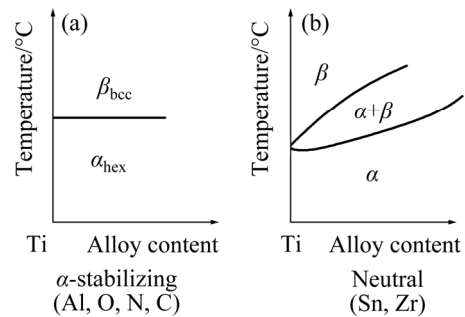 (a)
Temperature/°C
βbcc
αhex
Ti
Alloy content
α-stabilizing
(Al, O, N, C)
(b)
Temperature/°C
β
α+β
α
Ti
Alloy content
Neutral
(Sn, Zr)